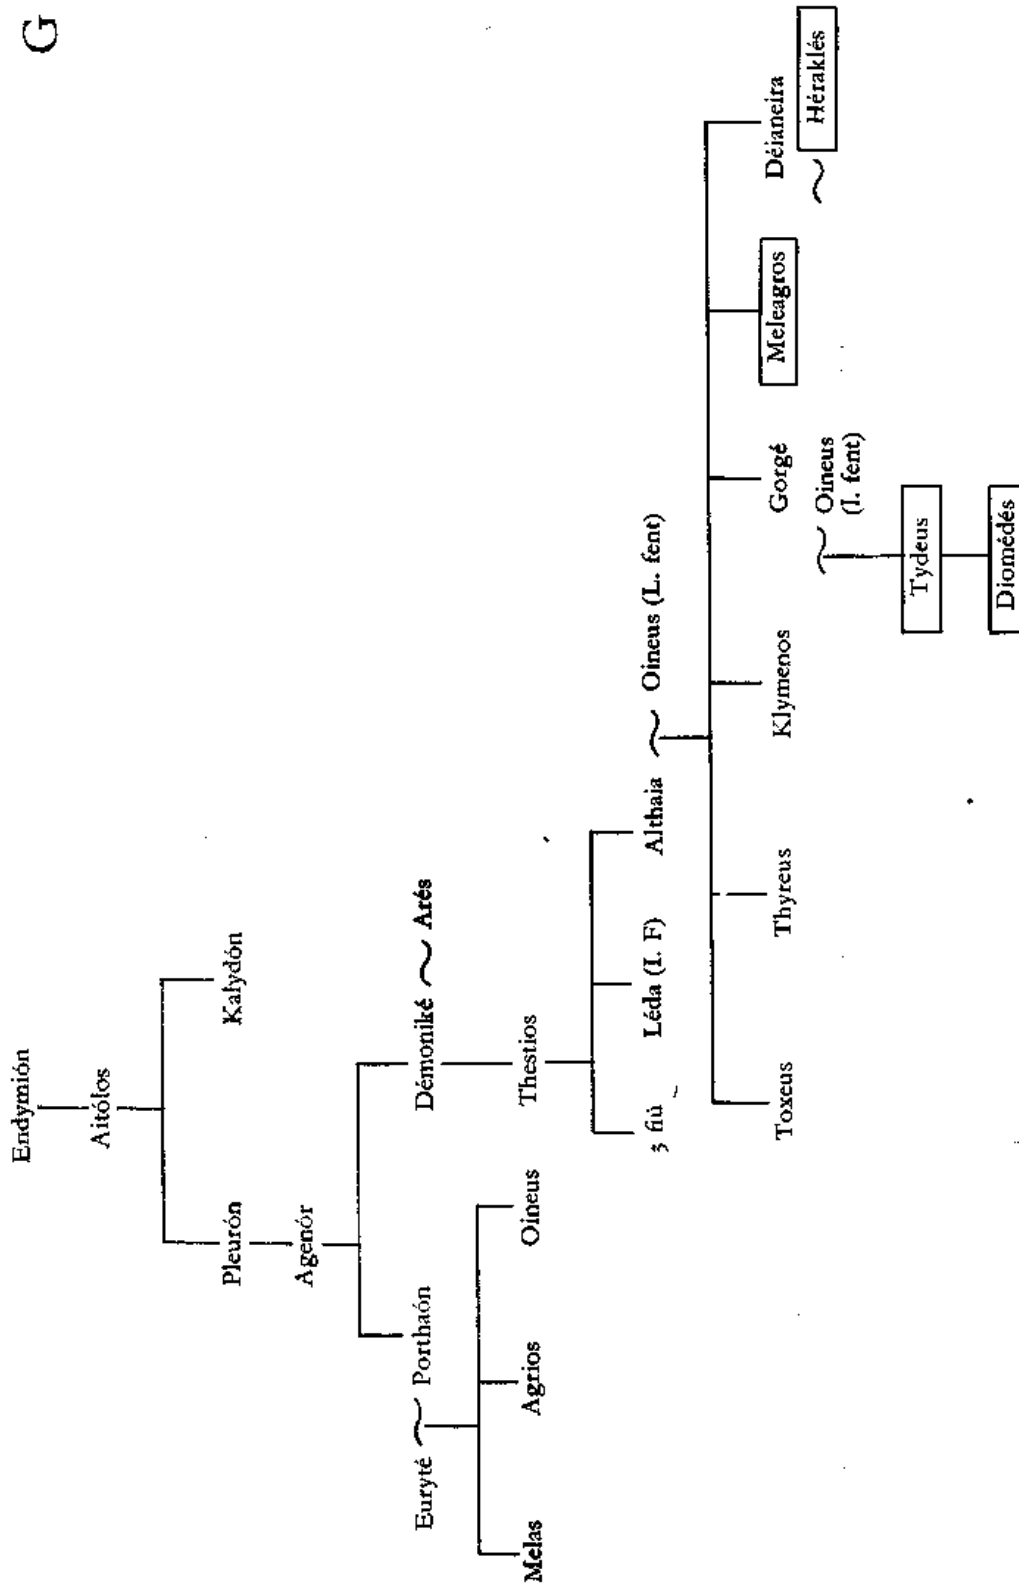 G
Endymión
Aitólos
Pleurón
Kalydón
Agenór
Euryté ~ Portháón
Démoniké ~ Arés
Melas
Agrios
Oineus
Thestios
3 fiú
Léda (l. F)
Althaia ~ Oineus (L. fent)
Toxeus
Thyreus
Klymenos
Gorgé
Meleagros
Déianeira
~ Oineus
(l. fent)
~ Héraklés
Tydeus
Diomédés